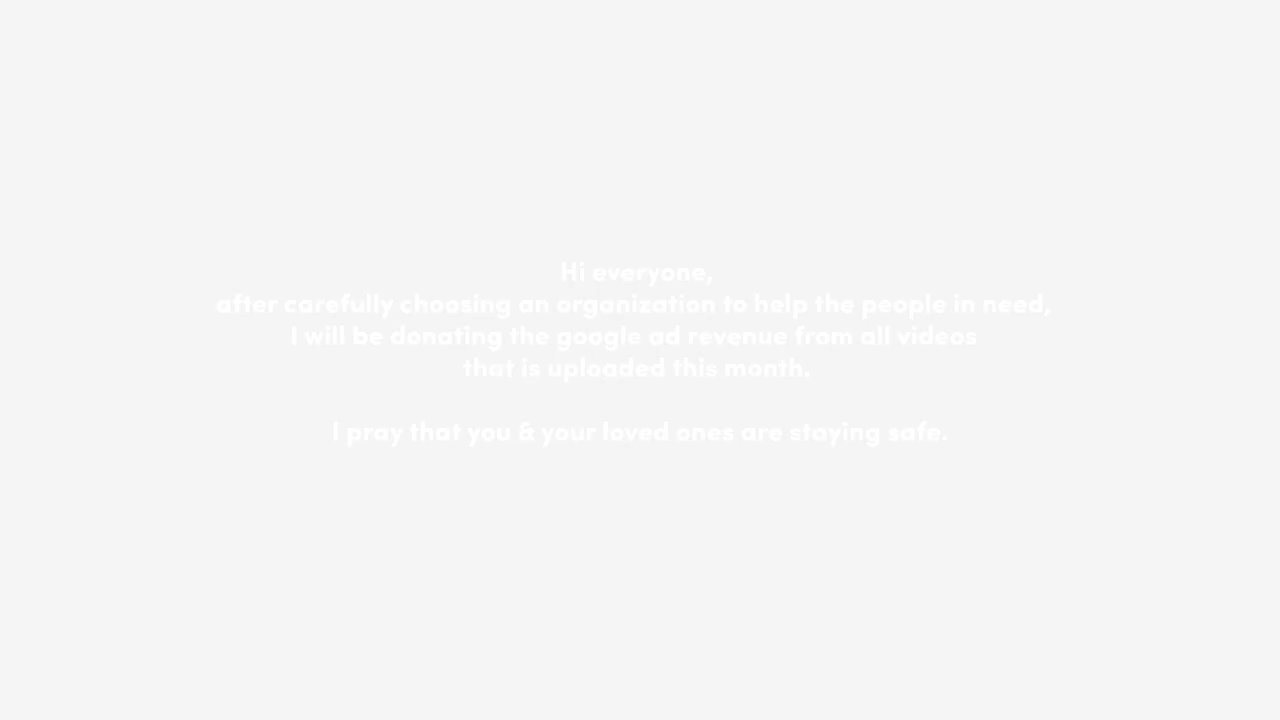 Hi everyone,
after carefully choosing an organization to help the people in need,
I will be donating the google ad revenue from all videos
that is uploaded this month.
I pray that you & your loved ones are staying safe.